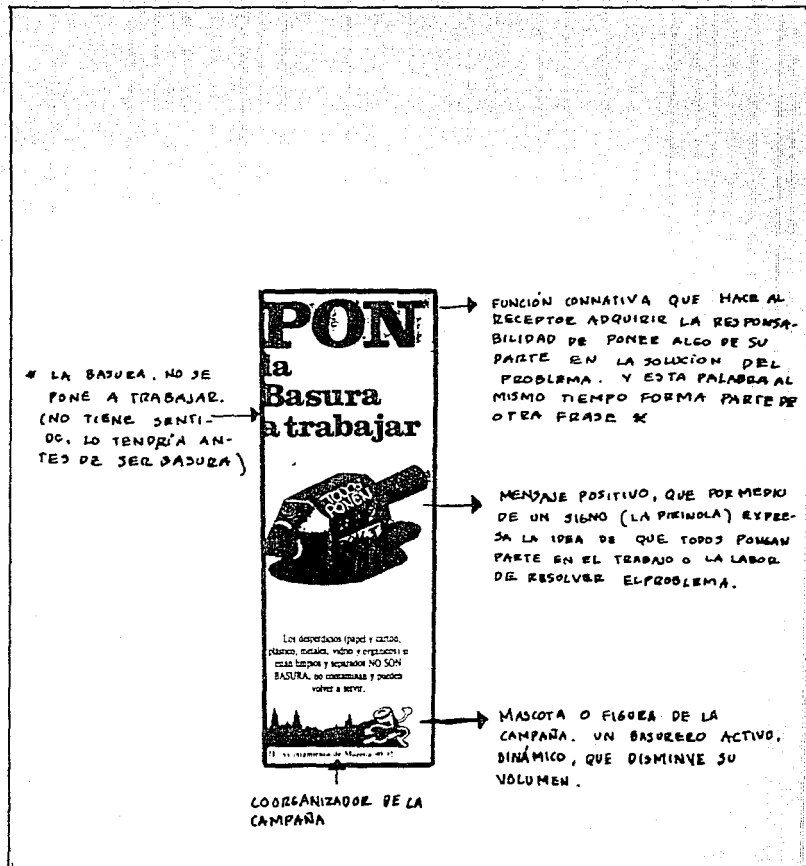 PON
la
Basura
a trabajar
TODOS
PONEN
Los desperdicios (papel y cartón,
plástico, metales, vidrio y orgánicos) si
están limpios y separados NO SON
BASURA, no contaminan y pueden
volver a servir.
* LA BASURA, NO SE
PONE A TRABAJAR.
(NO TIENE SENTI-
DO, LO TENDRÍA AN-
TES DE SER BASURA)
FUNCIÓN CONNATIVA QUE HACE AL
RECEPTOR ADQUIRIR LA RESPONSA-
BILIDAD DE PONER ALGO DE SU
PARTE EN LA SOLUCION DEL
PROBLEMA. Y ESTA PALABRA AL
MISMO TIEMPO FORMA PARTE DE
OTRA FRASE *
MENSAJE POSITIVO, QUE POR MEDIO
DE UN SIGNO (LA PIRINOLA) EXPRE-
SA LA IDEA DE QUE TODOS PONGAN
PARTE EN EL TRABAJO O LA LABOR
DE RESOLVER EL PROBLEMA.
MASCOTA O FIGURA DE LA
CAMPAÑA. UN BASURERO ACTIVO,
DINÁMICO, QUE DISMINUYE SU
VOLUMEN.
COORGANIZADOR DE LA
CAMPAÑA